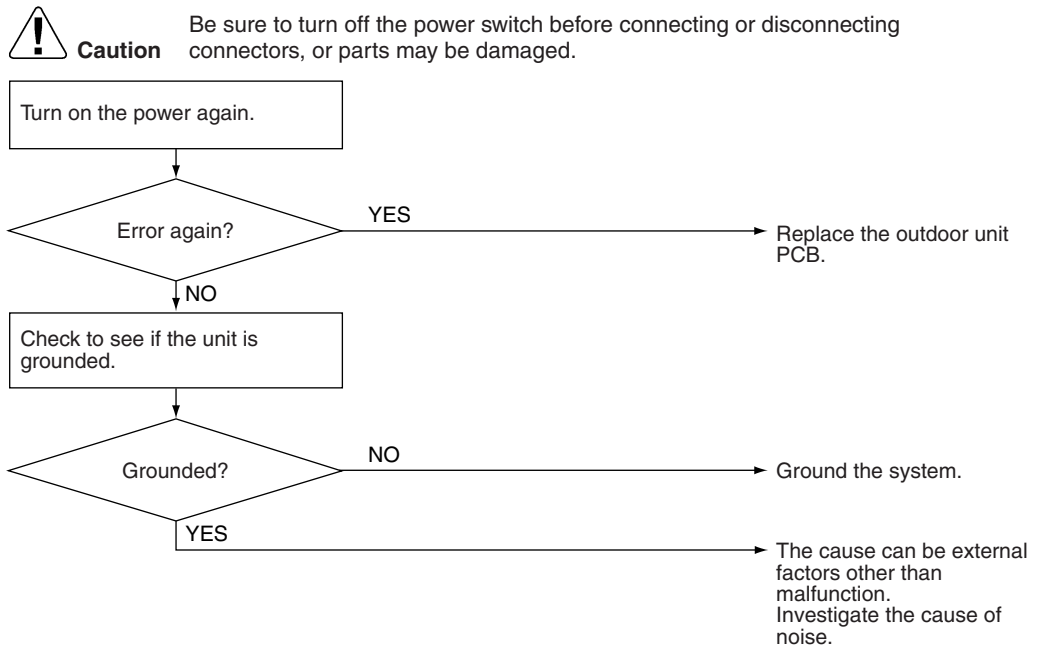 Be sure to turn off the power switch before connecting or disconnecting
Caution connectors, or parts may be damaged.
Turn on the power again.
Error again?
YES
Replace the outdoor unit
PCB.
NO
Check to see if the unit is
grounded.
Grounded?
NO
Ground the system.
YES
The cause can be external
factors other than
malfunction.
Investigate the cause of
noise.